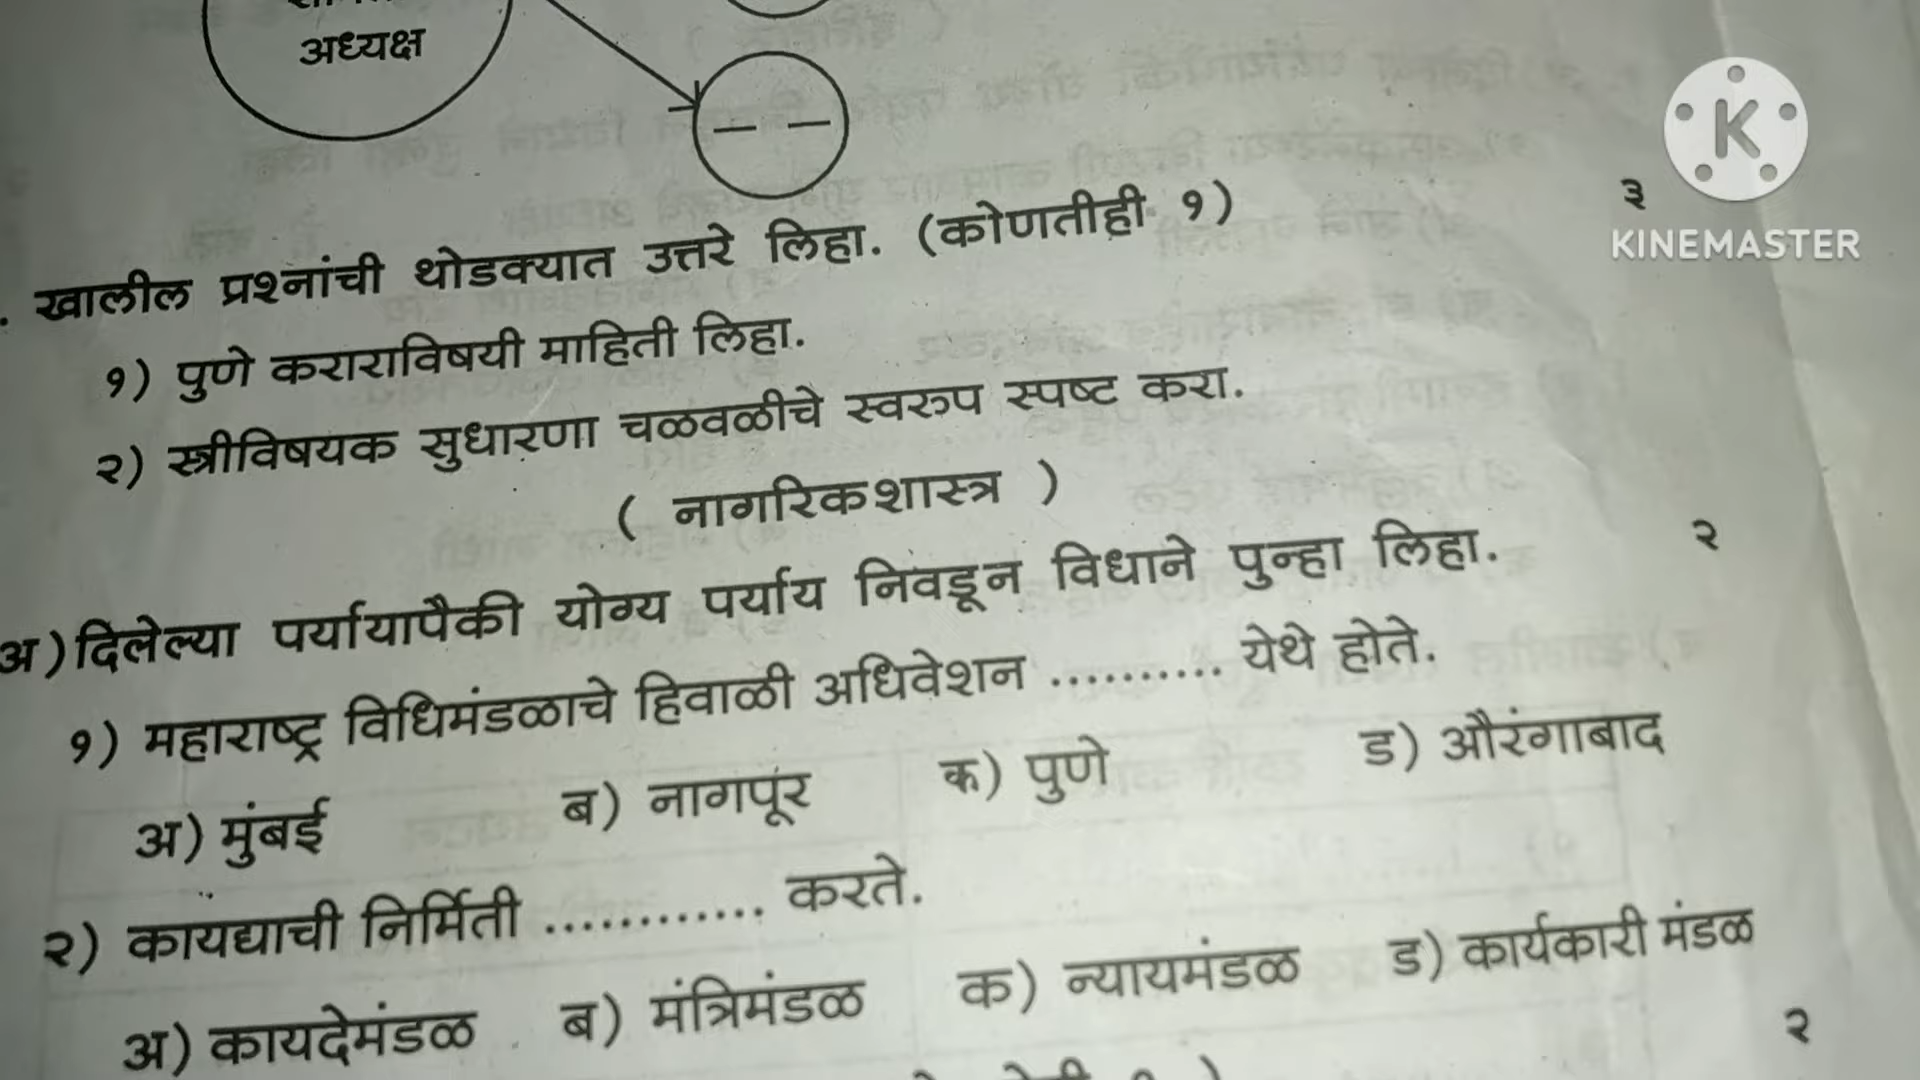 अध्यक्ष
K
KINEMASTER
. खालील प्रश्नांची थोडक्यात उत्तरे लिहा. (कोणतीही १) ३
१) पुणे कराराविषयी माहिती लिहा.
२) स्त्रीविषयक सुधारणा चळवळीचे स्वरुप स्पष्ट करा.
( नागरिकशास्त्र )
अ) दिलेल्या पर्यायापैकी योग्य पर्याय निवडून विधाने पुन्हा लिहा. २
१) महाराष्ट्र विधिमंडळाचे हिवाळी अधिवेशन .......... येथे होते.
अ) मुंबई ब) नागपूर क) पुणे ड) औरंगाबाद
२) कायद्याची निर्मिती ............ करते.
अ) कायदेमंडळ ब) मंत्रिमंडळ क) न्यायमंडळ ड) कार्यकारी मंडळ
२